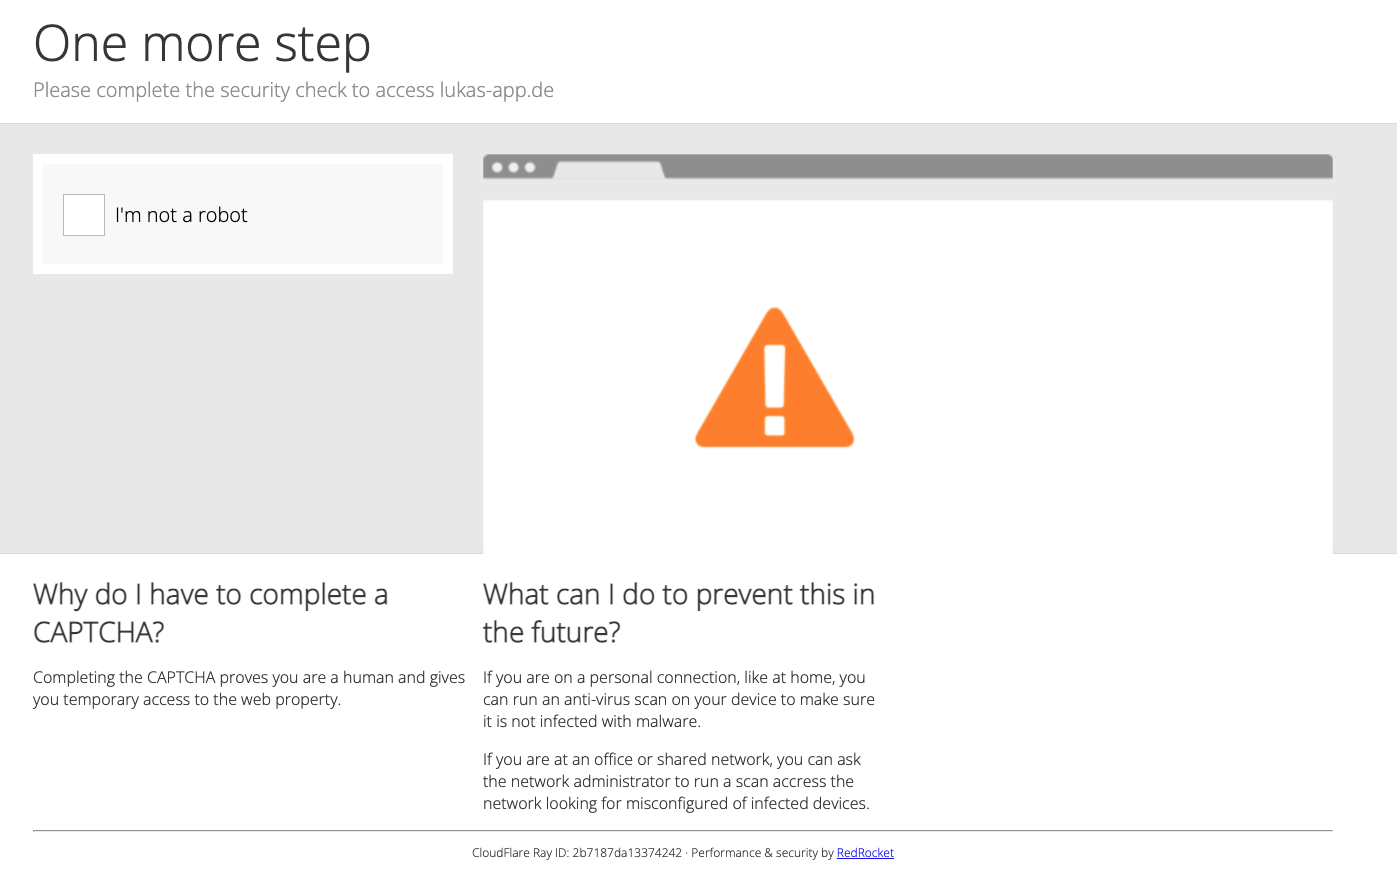 One more step
Please complete the security check to access lukas-app.de
I'm not a robot
Why do I have to complete a
CAPTCHA?
Completing the CAPTCHA proves you are a human and gives
you temporary access to the web property.
What can I do to prevent this in
the future?
If you are on a personal connection, like at home, you
can run an anti-virus scan on your device to make sure
it is not infected with malware.
If you are at an office or shared network, you can ask
the network administrator to run a scan accress the
network looking for misconfigured of infected devices.
CloudFlare Ray ID: 2b7187da13374242 · Performance & security by RedRocket